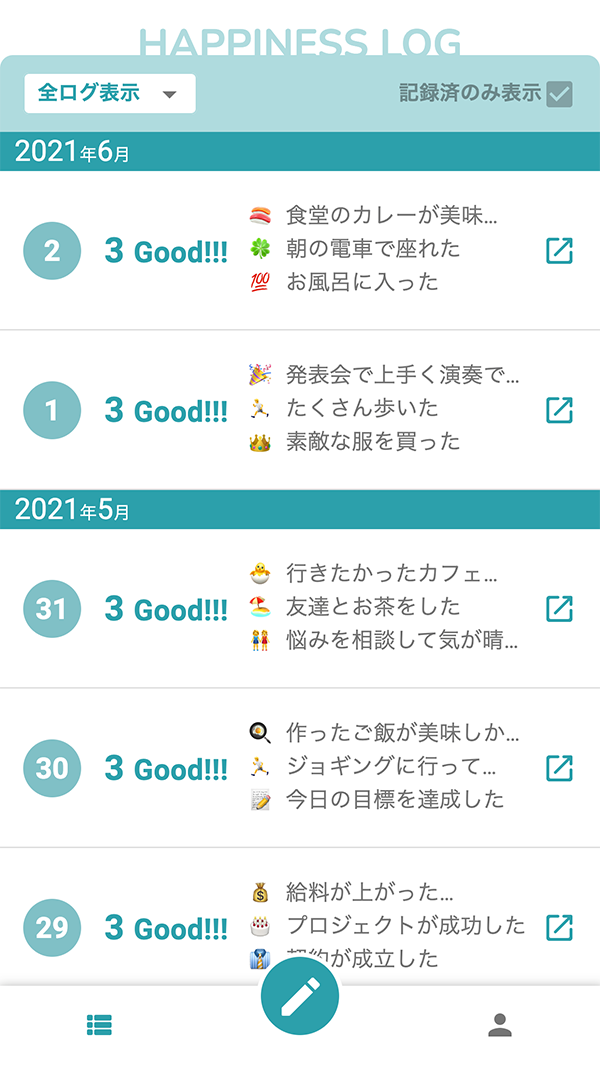 HAPPINESS LOG
全ログ表示
記録済のみ表示
2021年6月
2
3 Good!!!
食堂のカレーが美味...
朝の電車で座れた
💯 お風呂に入った
1
3 Good!!!
発表会で上手く演奏で...
たくさん歩いた
素敵な服を買った
2021年5月
31
3 Good!!!
行きたかったカフェ...
友達とお茶をした
悩みを相談して気が晴...
30
3 Good!!!
作ったご飯が美味しか...
ジョギングに行って...
今日の目標を達成した
29
3 Good!!!
給料が上がった...
プロジェクトが成功した
契約が成立した